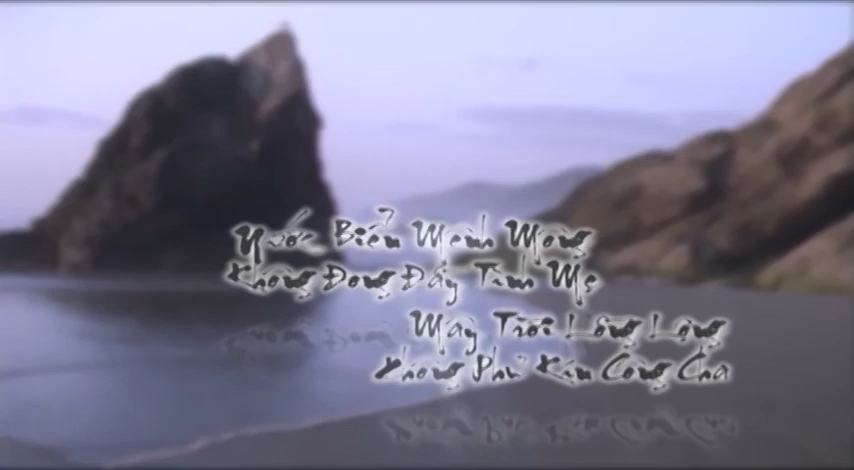 Nước Biển Mênh Mông
Không Đong Đầy Tình Mẹ
Mây Trời Lồng Lộng
Không Phủ Kín Công Cha